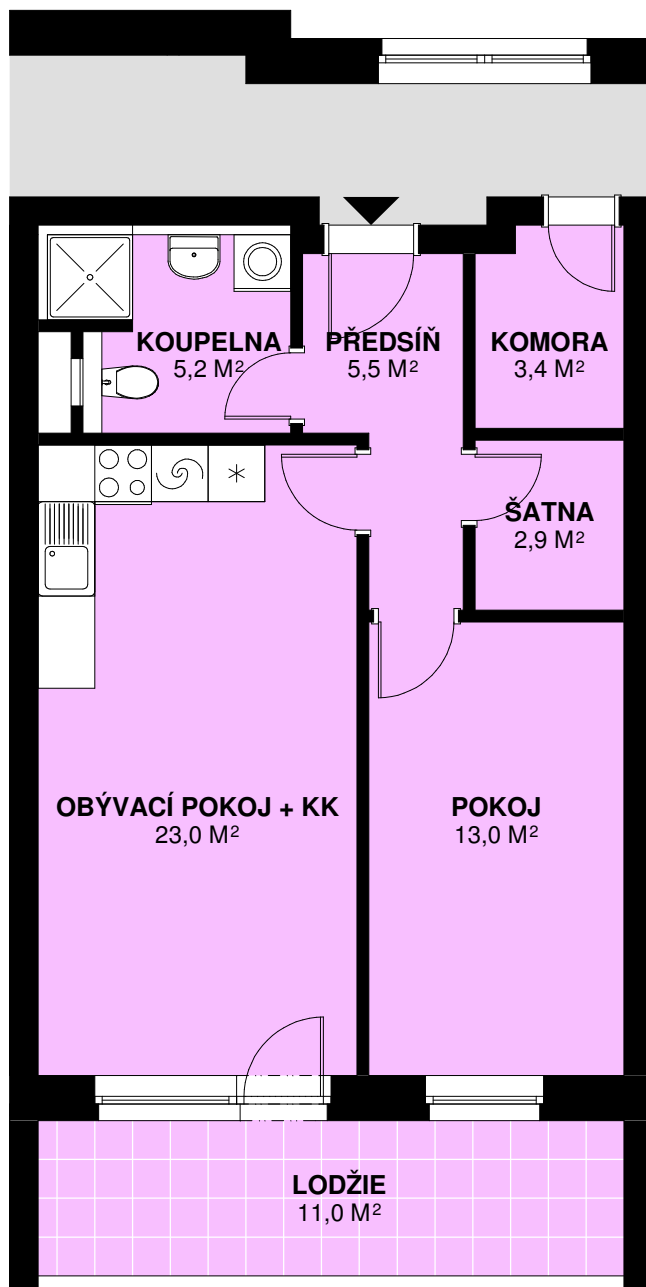 KOUPELNA
5,2 M²
PŘEDSÍŇ
5,5 M²
KOMORA
3,4 M²
ŠATNA
2,9 M²
OBÝVACÍ POKOJ + KK
23,0 M²
POKOJ
13,0 M²
LODŽIE
11,0 M²